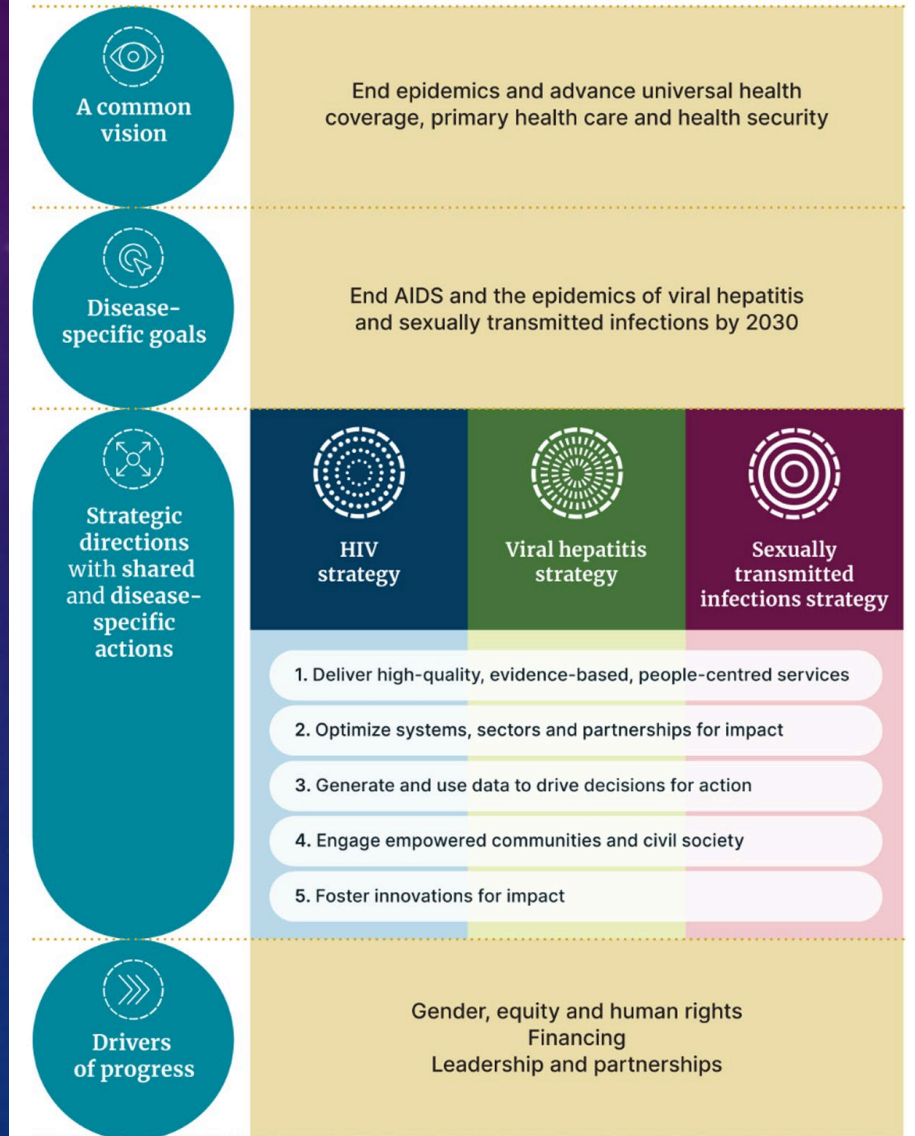 A common
vision
End epidemics and advance universal health
coverage, primary health care and health security
Disease-
specific goals
End AIDS and the epidemics of viral hepatitis
and sexually transmitted infections by 2030
Strategic
directions
with shared
and disease-
specific
actions
HIV
strategy
Viral hepatitis
strategy
Sexually
transmitted
infections strategy
1. Deliver high-quality, evidence-based, people-centred services
2. Optimize systems, sectors and partnerships for impact
3. Generate and use data to drive decisions for action
4. Engage empowered communities and civil society
5. Foster innovations for impact
Drivers
of progress
Gender, equity and human rights
Financing
Leadership and partnerships